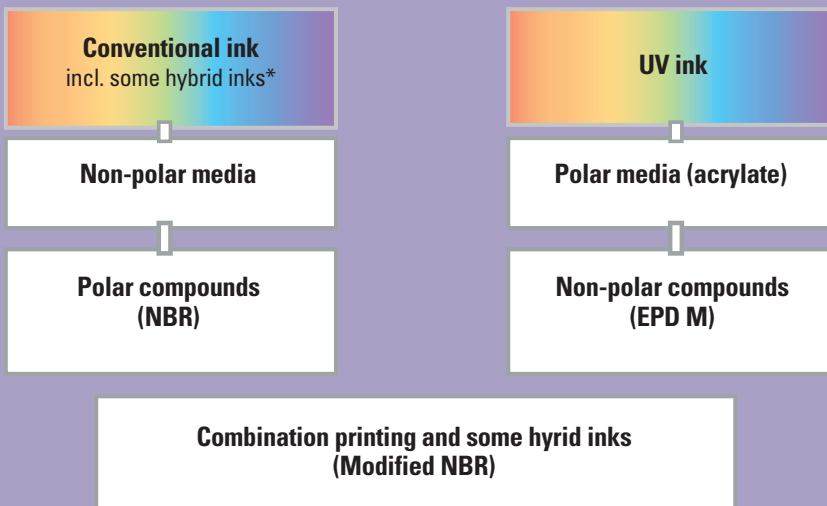 Conventional ink
incl. some hybrid inks*
Non-polar media
Polar compounds
(NBR)
UV ink
Polar media (acrylate)
Non-polar compounds
(EPD M)
Combination printing and some hyrid inks
(Modified NBR)